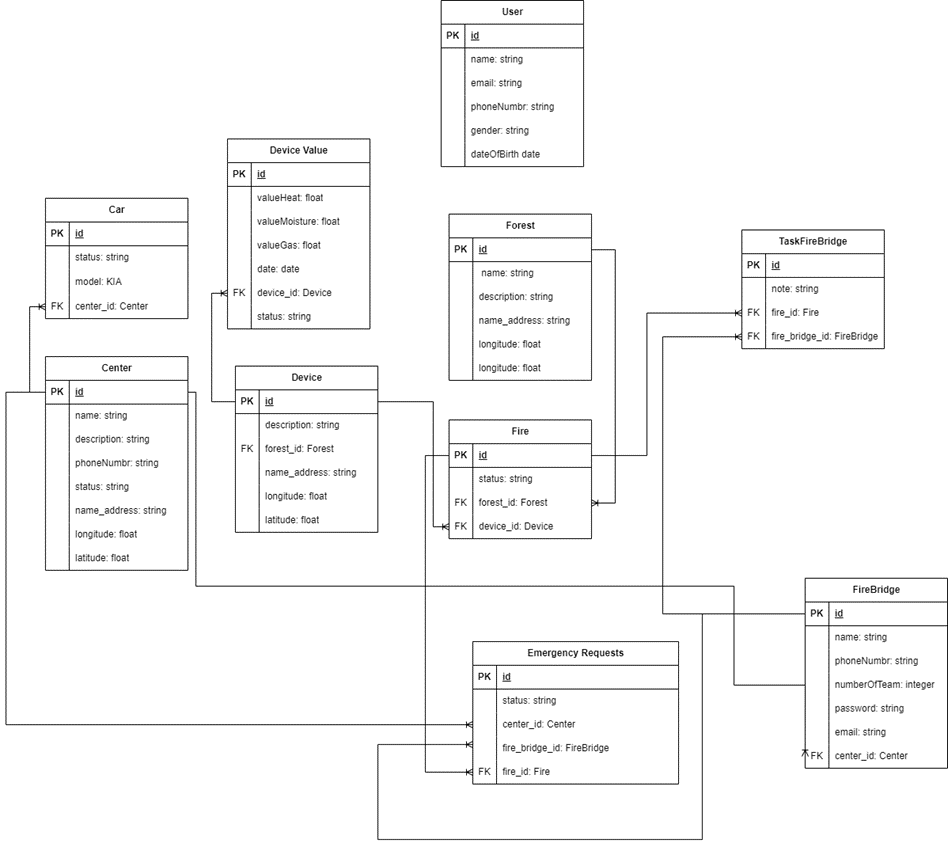 User
PK id
name: string
email: string
phoneNumbr: string
gender: string
dateOfBirth date
Device Value
PK id
valueHeat: float
valueMoisture: float
valueGas: float
date: date
FK device_id: Device
status: string
Car
PK id
status: string
model: KIA
FK center_id: Center
Forest
PK id
name: string
description: string
name_address: string
longitude: float
longitude: float
TaskFireBridge
PK id
note: string
FK fire_id: Fire
FK fire_bridge_id: FireBridge
Center
PK id
name: string
description: string
phoneNumbr: string
status: string
name_address: string
longitude: float
latitude: float
Device
PK id
description: string
FK forest_id: Forest
name_address: string
longitude: float
latitude: float
Fire
PK id
status: string
FK forest_id: Forest
FK device_id: Device
FireBridge
PK id
name: string
phoneNumbr: string
numberOfTeam: integer
password: string
email: string
FK center_id: Center
Emergency Requests
PK id
status: string
center_id: Center
fire_bridge_id: FireBridge
FK fire_id: Fire